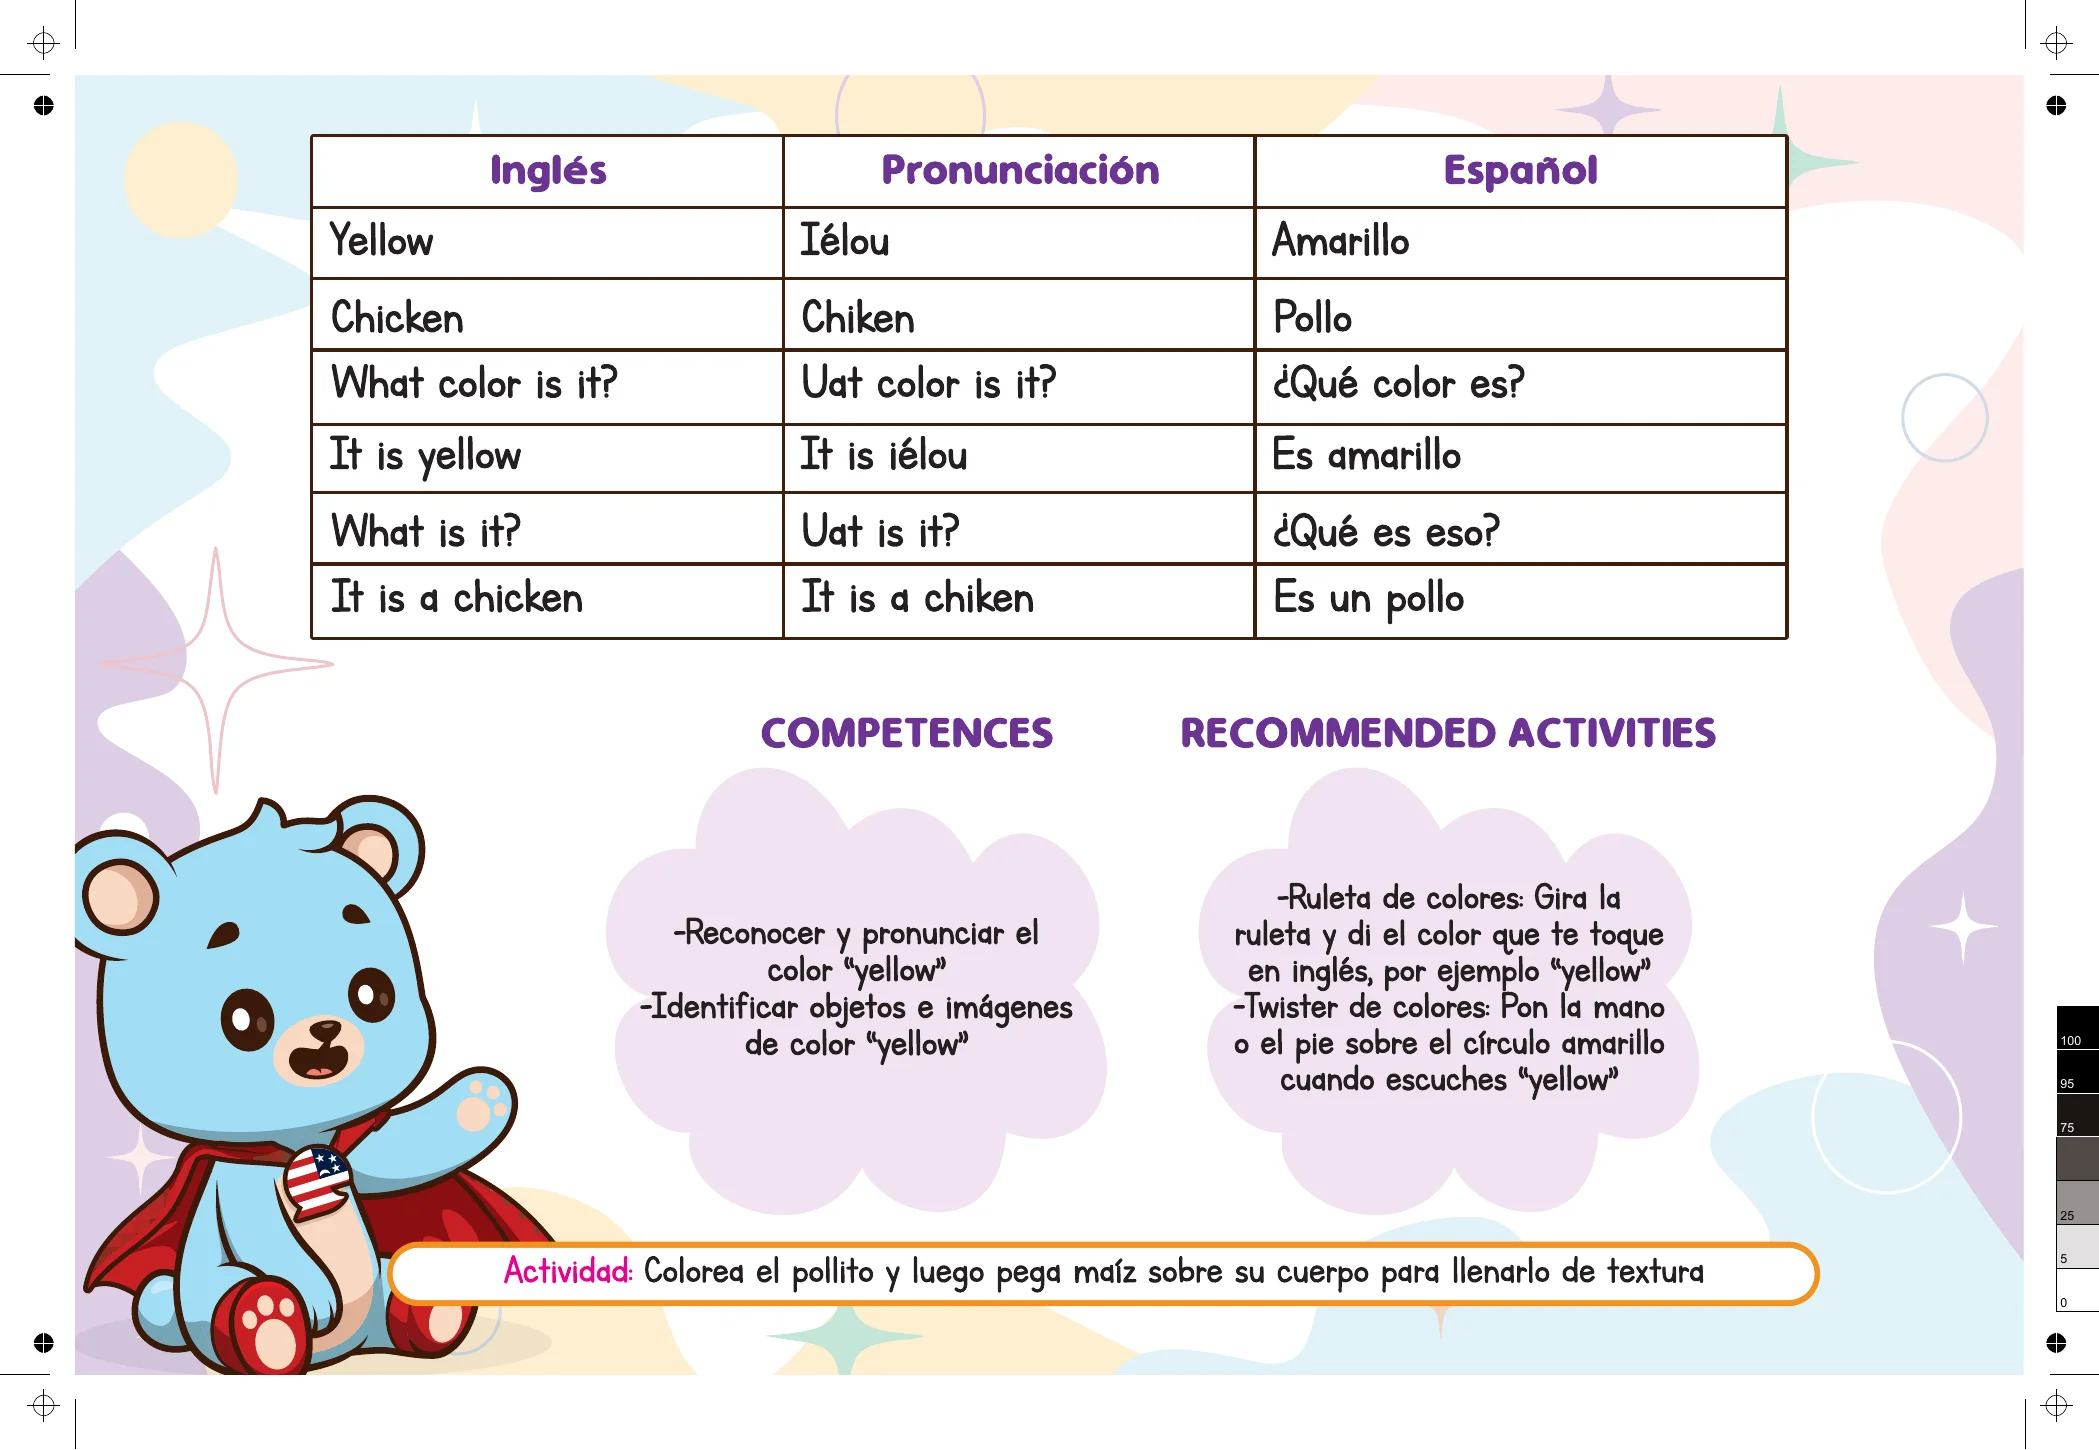 Inglés Pronunciación Español
Yellow Iélou Amarillo
Chicken Chiken Pollo
What color is it? Uat color is it? ¿Qué color es?
It is yellow It is iélou Es amarillo
What is it? Uat is it? ¿Qué es eso?
It is a chicken It is a chiken Es un pollo
COMPETENCES
-Reconocer y pronunciar el
color “yellow”
-Identificar objetos e imágenes
de color “yellow”
RECOMMENDED ACTIVITIES
-Ruleta de colores: Gira la
ruleta y di el color que te toque
en inglés, por ejemplo “yellow”
-Twister de colores: Pon la mano
o el pie sobre el círculo amarillo
cuando escuches “yellow”
Actividad: Colorea el pollito y luego pega maíz sobre su cuerpo para llenarlo de textura
100
95
75
25
5
0